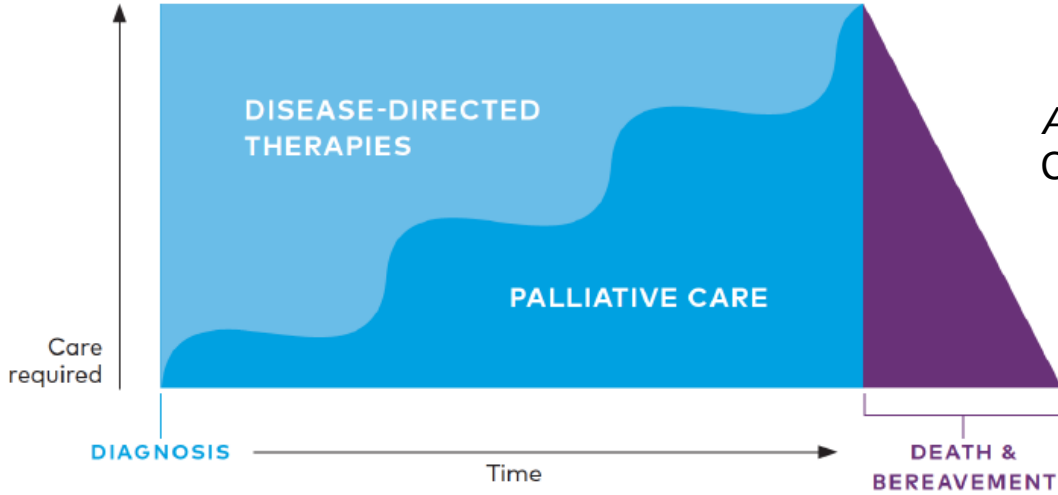 DISEASE-DIRECTED
THERAPIES
PALLIATIVE CARE
Care
required
DIAGNOSIS
Time
DEATH &
BEREAVEMENT